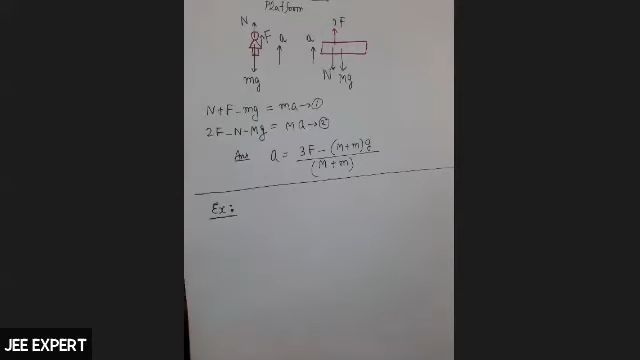 Platform
N F a a 2F
mg N Mg
N+F-mg = ma→①
2F-N-Mg = Ma→②
Ans a = 3F-(M+m)g / (M+m)
Ex:
JEE EXPERT